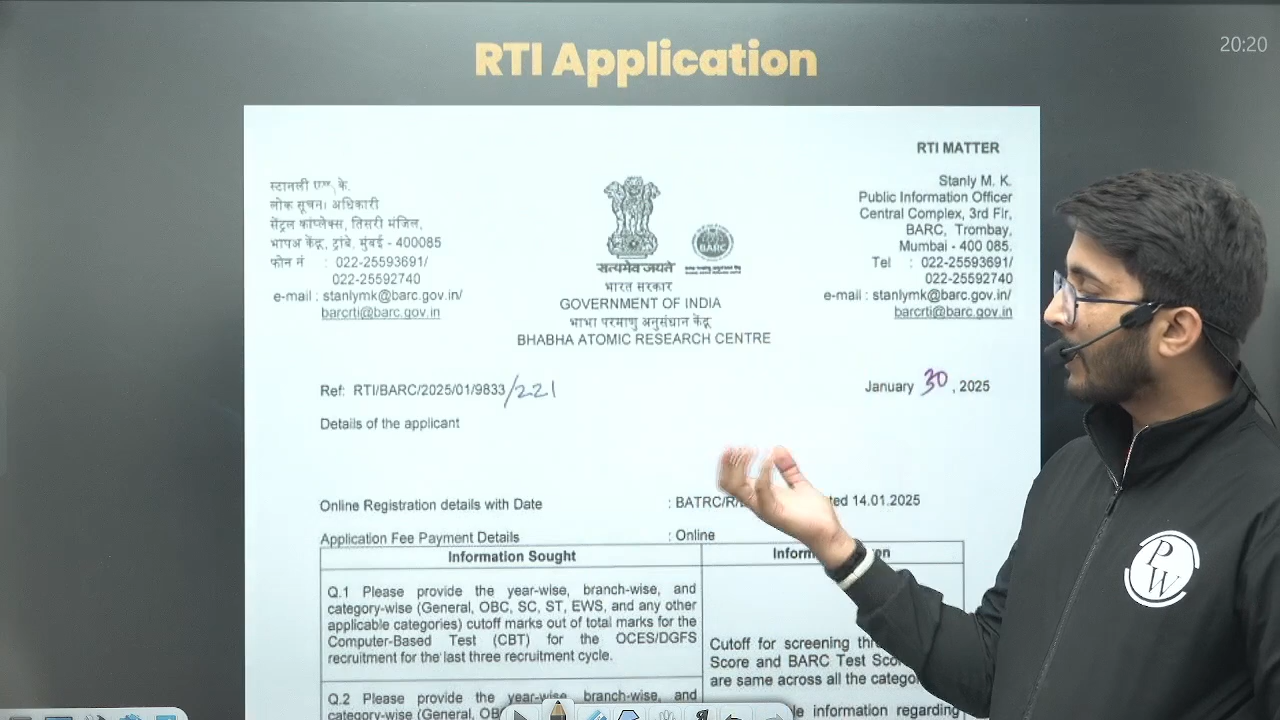 RTI Application
20:20
RTI MATTER
स्टानली एम. के.
लोक सूचना अधिकारी
सेंट्रल कांप्लेक्स, तिसरी मंजिल,
भापअ केंद्र, ट्रांबे, मुंबई - 400085
फोन नं : 022-25593691/
022-25592740
e-mail : stanlymk@barc.gov.in/
barcrti@barc.gov.in
BARC
सत्यमेव जयते
भारत सरकार
GOVERNMENT OF INDIA
भाभा परमाणु अनुसंधान केंद्र
BHABHA ATOMIC RESEARCH CENTRE
Stanly M. K.
Public Information Officer
Central Complex, 3rd Flr,
BARC, Trombay,
Mumbai - 400 085.
Tel : 022-25593691/
022-25592740
e-mail : stanlymk@barc.gov.in/
barcrti@barc.gov.in
Ref: RTI/BARC/2025/01/9833/221
January 30, 2025
Details of the applicant
Online Registration details with Date : BATRC/R/ 14.01.2025
Application Fee Payment Details : Online
Information Sought
Q.1 Please provide the year-wise, branch-wise, and
category-wise (General, OBC, SC, ST, EWS, and any other
applicable categories) cutoff marks out of total marks for the
Computer-Based Test (CBT) for the OCES/DGFS
recruitment for the last three recruitment cycle.
Cutoff for screening
Score and BARC Test
are same across all the
Q.2 Please provide the year-wise, branch-wise, and
category-wise (General,
information regarding
PW